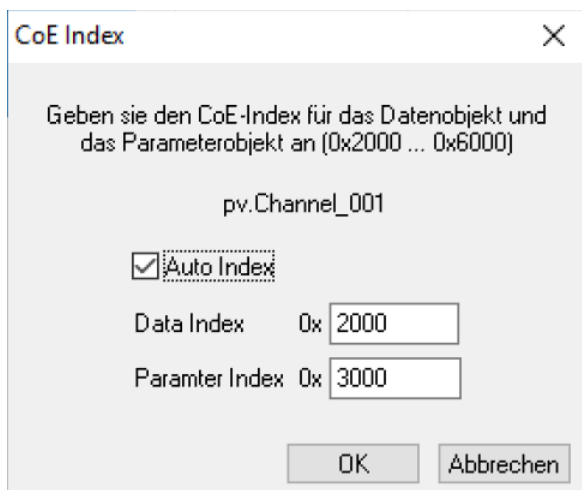 CoE Index
Geben sie den CoE-Index für das Datenobjekt und
das Parameterobjekt an (0x2000 ... 0x6000)
pv.Channel_001
Auto Index
Data Index 0x 2000
Paramter Index 0x 3000
OK Abbrechen